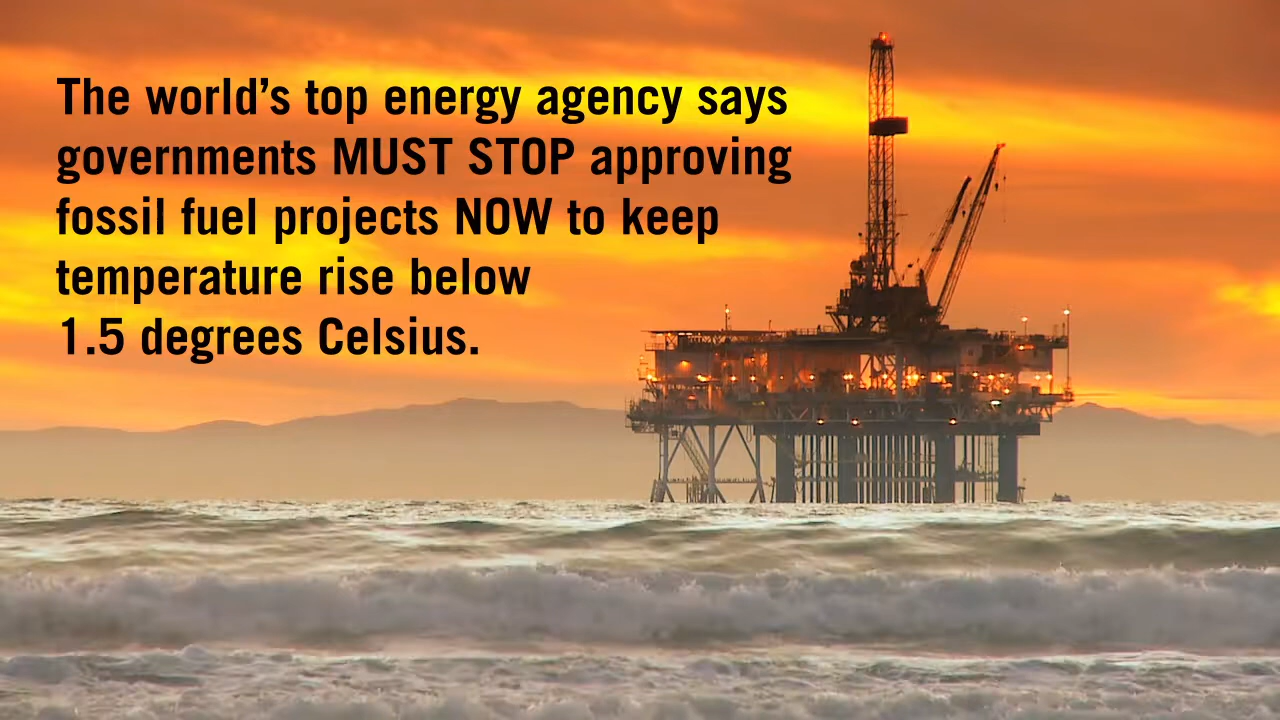 The world’s top energy agency says
governments MUST STOP approving
fossil fuel projects NOW to keep
temperature rise below
1.5 degrees Celsius.